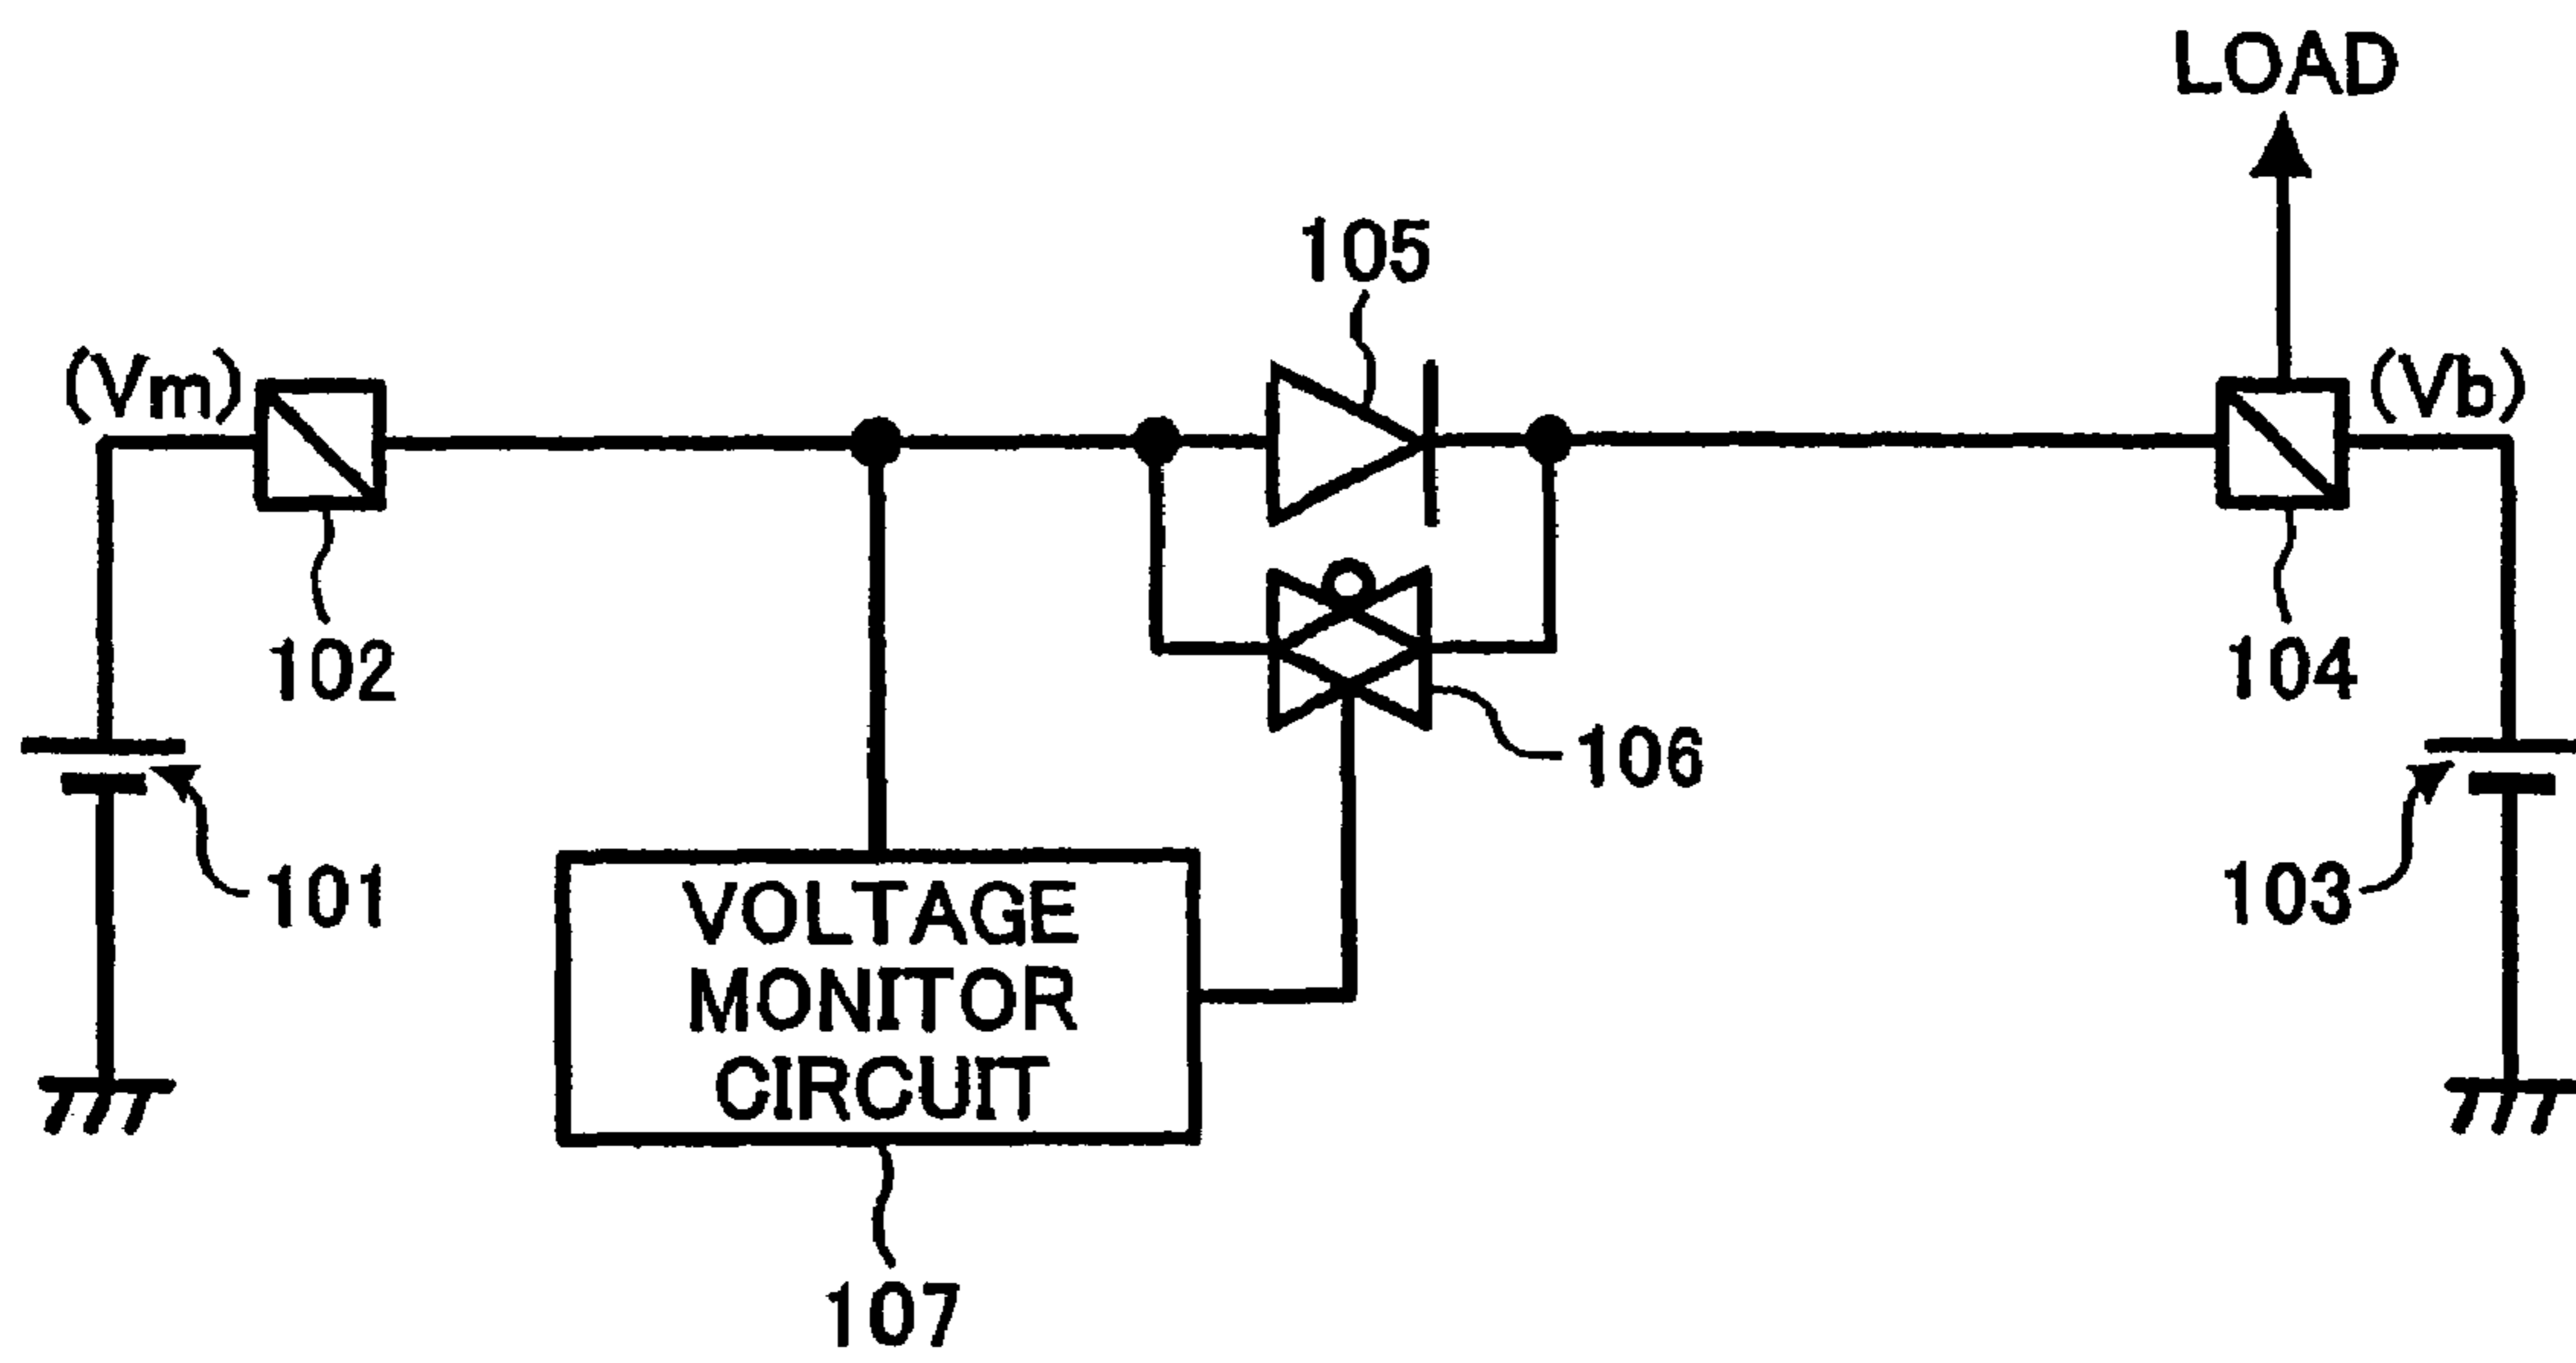 LOAD
105
(Vm)
(Vb)
102
104
106
101
103
VOLTAGE
MONITOR
CIRCUIT
107